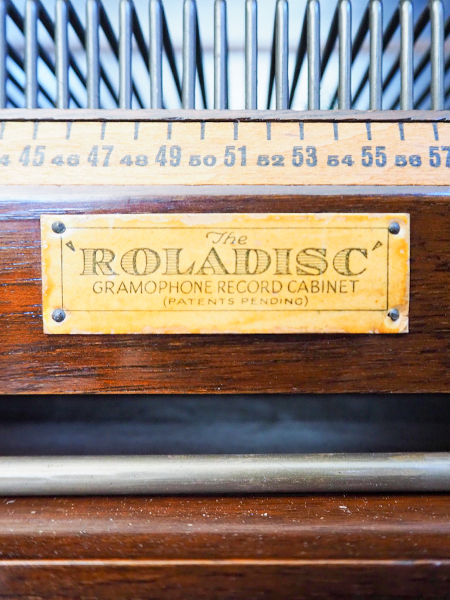 45 46 47 48 49 50 51 52 53 54 55 56 57
The
"ROLADISC"
GRAMOPHONE RECORD CABINET
(PATENTS PENDING)